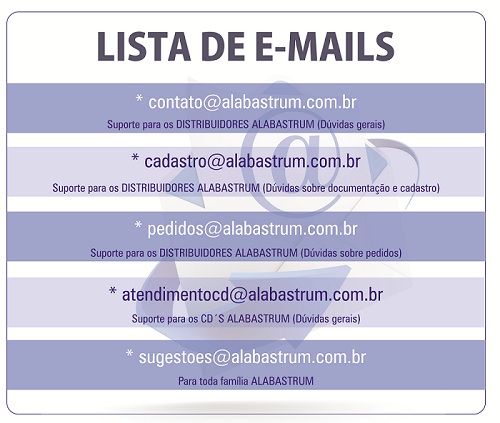 LISTA DE E-MAILS
* contato@alabastrum.com.br
Suporte para os DISTRIBUIDORES ALABASTRUM (Dúvidas gerais)
* cadastro@alabastrum.com.br
Suporte para os DISTRIBUIDORES ALABASTRUM (Dúvidas sobre documentação e cadastro)
* pedidos@alabastrum.com.br
Suporte para os DISTRIBUIDORES ALABASTRUM (Dúvidas sobre pedidos)
* atendimentocd@alabastrum.com.br
Suporte para os CD´S ALABASTRUM (Dúvidas gerais)
* sugestoes@alabastrum.com.br
Para toda família ALABASTRUM